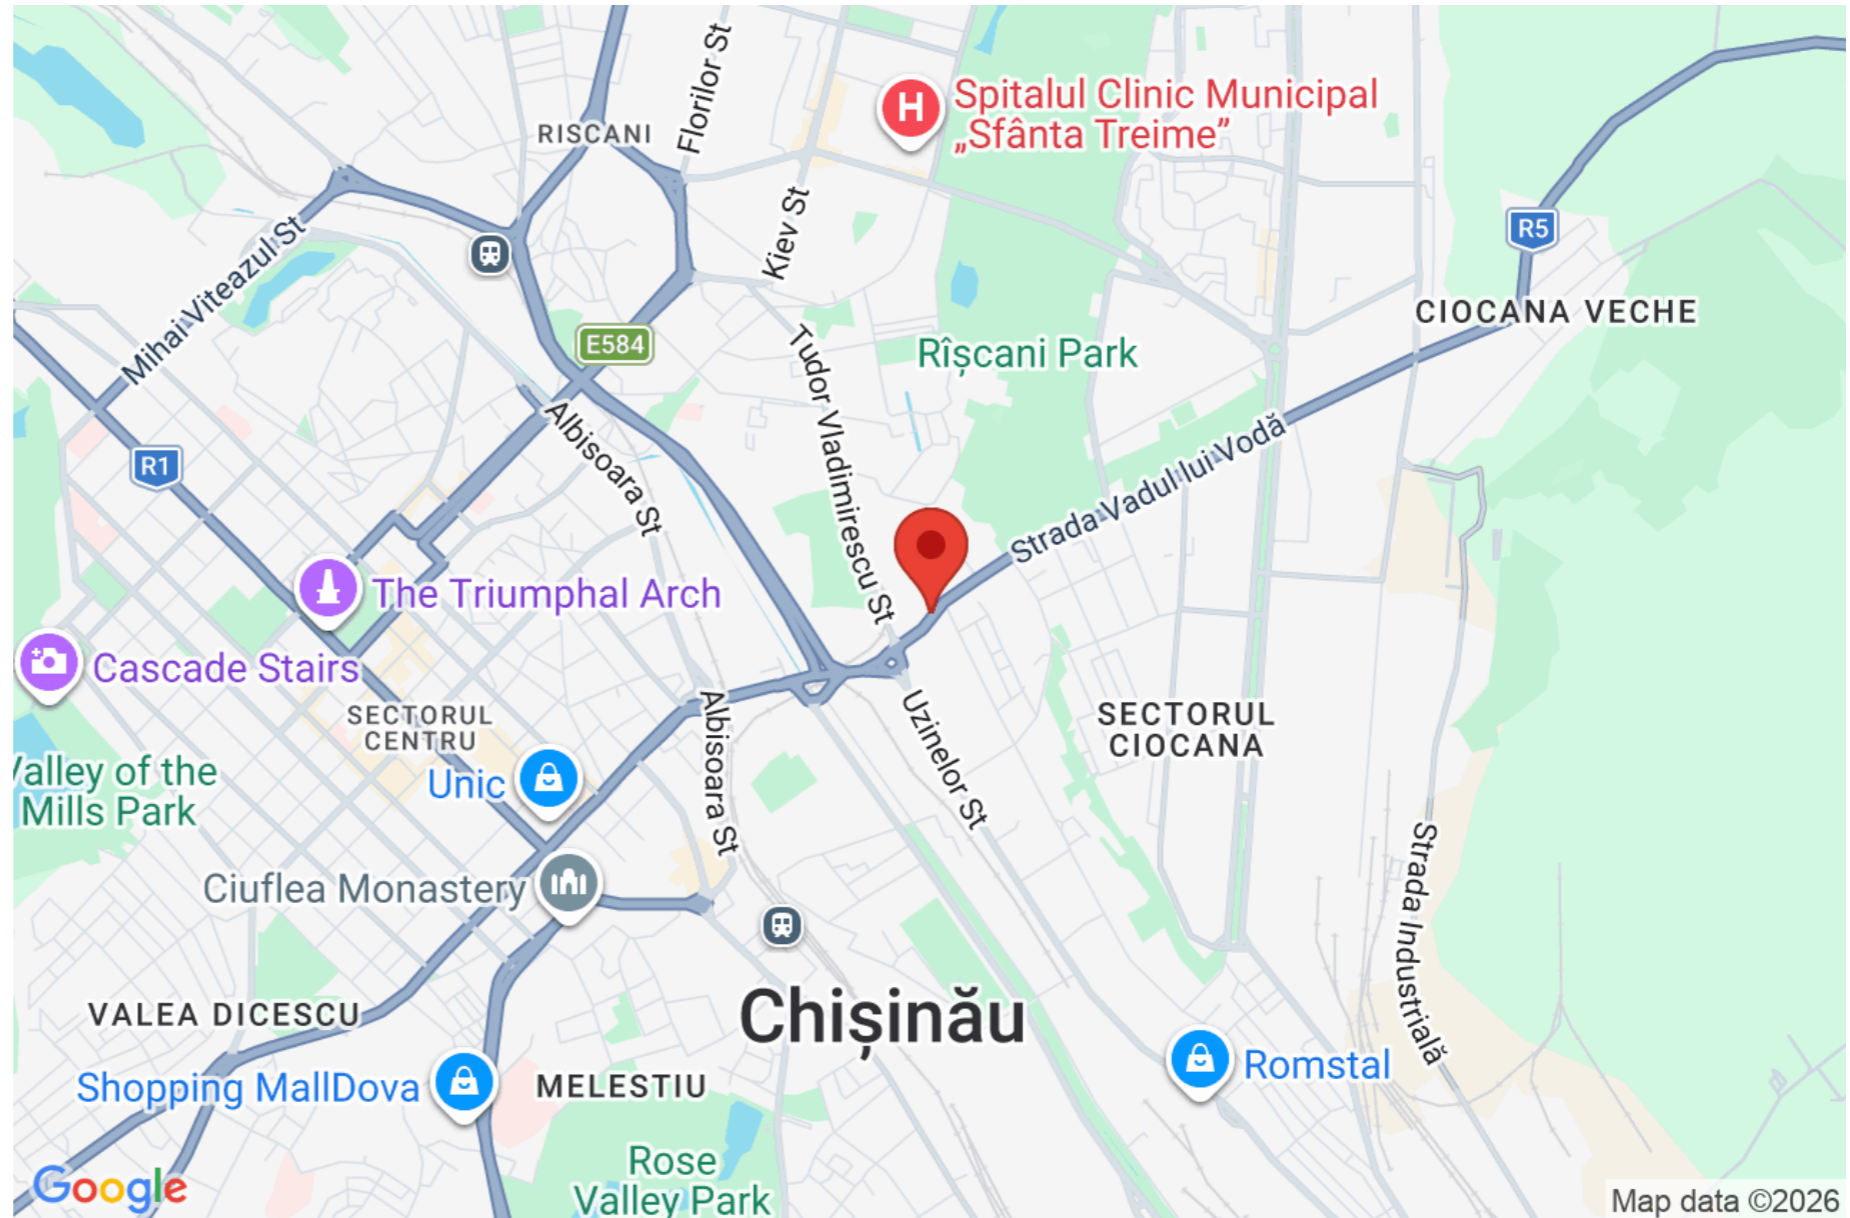 Florilor St
Spitalul Clinic Municipal
„Sfânta Treime”
RISCANI
Kiev St
Mihai Viteazul St
R5
CIOCANA VECHE
E584
Rîșcani Park
Tudor Vladimirescu St
Albisoara St
R1
Strada Vadul lui Vodă
The Triumphal Arch
Cascade Stairs
SECTORUL
CENTRU
SECTORUL
CIOCANA
Albisoara St
Uzinelor St
Valley of the
Mills Park
Unic
Strada Industrială
Ciuflea Monastery
VALEA DICESCU
Chișinău
Romstal
Shopping MallDova
MELESTIU
Rose
Valley Park
Google
Map data ©2026